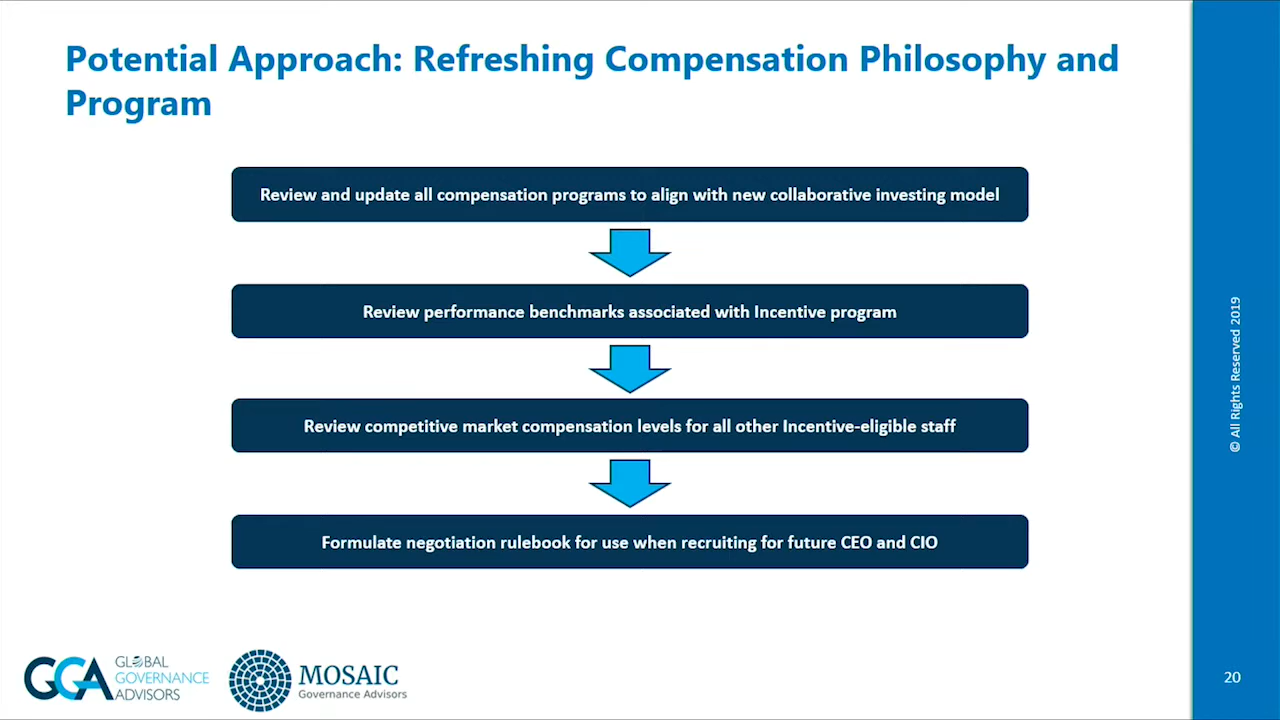 Potential Approach: Refreshing Compensation Philosophy and
Program
Review and update all compensation programs to align with new collaborative investing model
Review performance benchmarks associated with Incentive program
Review competitive market compensation levels for all other Incentive-eligible staff
Formulate negotiation rulebook for use when recruiting for future CEO and CIO
© All Rights Reserved 2019
GGA GLOBAL
GOVERNANCE
ADVISORS
MOSAIC
Governance Advisors
20